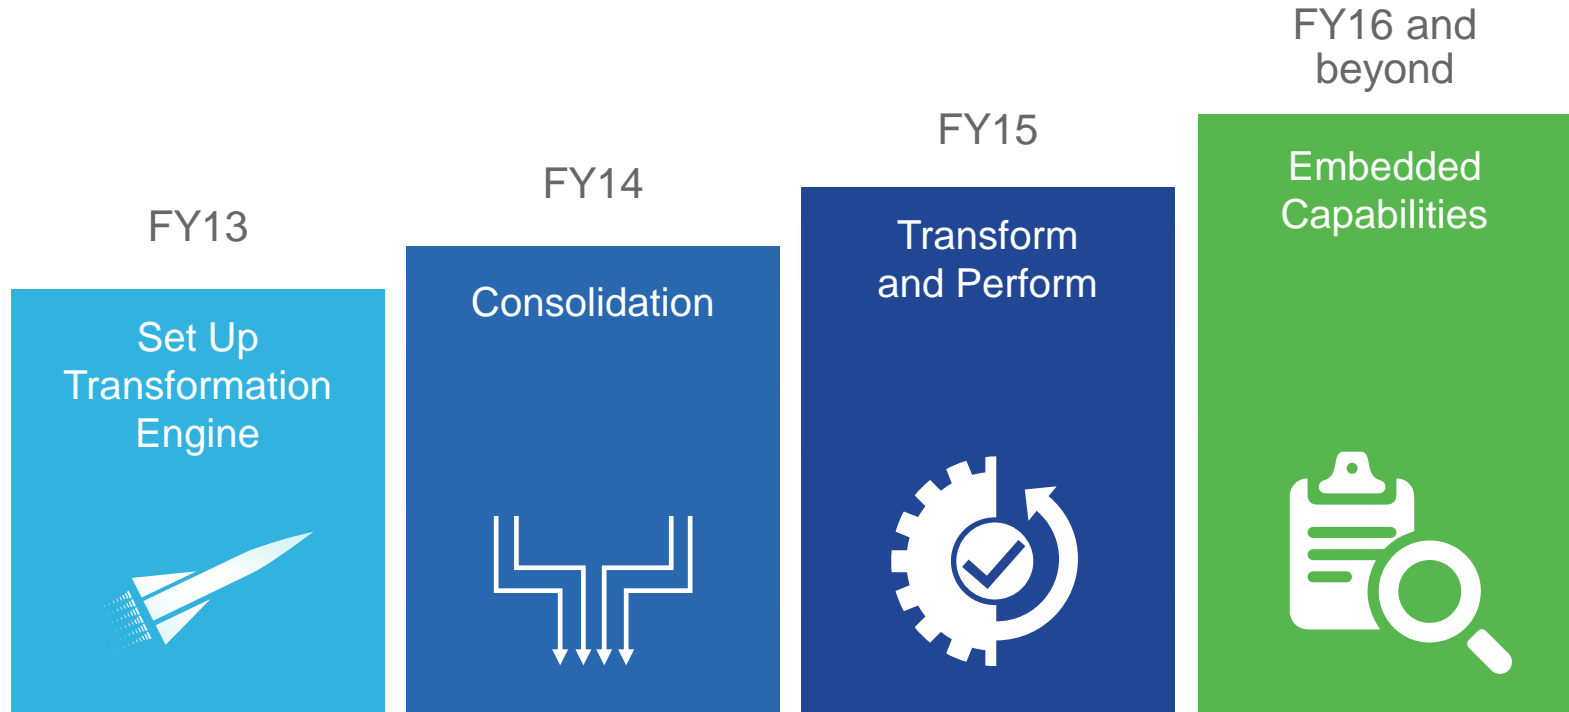 FY13
Set Up
Transformation
Engine
FY14
Consolidation
FY15
Transform
and Perform
FY16 and
beyond
Embedded
Capabilities